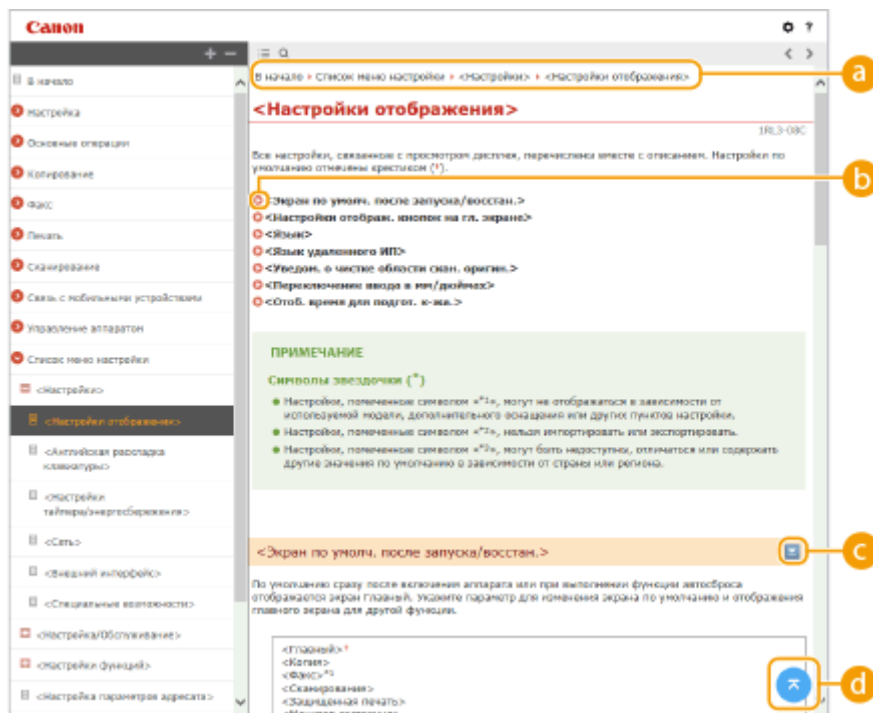 Canon
В начало
Настройка
Основные операции
Копирование
Факс
Печать
Сканирование
Связь с мобильными устройствами
Управление аппаратом
Список меню настройки
<Настройки>
<Настройки отображения>
<Английская раскладка
клавиатуры>
<Настройки
таймера/энергосбережения>
<Сеть>
<Внешний интерфейс>
<Специальные возможности>
<Настройка/Обслуживание>
<Настройки функций>
<Настройка параметров адресата>
В начало › Список меню настройки › <Настройки> › <Настройки отображения>
<Настройки отображения>
1RL3-08C
Все настройки, связанные с просмотром дисплея, перечислены вместе с описанием. Настройки по
умолчанию отмечены крестиком (†).
<Экран по умолч. после запуска/восстан.>
<Настройки отображ. кнопок на гл. экране>
<Язык>
<Язык удаленного ИП>
<Уведом. о чистке области скан. оригин.>
<Переключение ввода в мм/дюймах>
<Отоб. время для подгот. к-жа.>
ПРИМЕЧАНИЕ
Символы звездочки (*)
Настройки, помеченные символом «*1», могут не отображаться в зависимости от
используемой модели, дополнительного оснащения или других пунктов настройки.
Настройки, помеченные символом «*2», нельзя импортировать или экспортировать.
Настройки, помеченные символом «*3», могут быть недоступны, отличаться или содержать
другие значения по умолчанию в зависимости от страны или региона.
<Экран по умолч. после запуска/восстан.>
По умолчанию сразу после включения аппарата или при выполнении функции автосброса
отображается экран Главный. Укажите параметр для изменения экрана по умолчанию и отображения
главного экрана для другой функции.
<Главный>†
<Копия>
<Факс>*1
<Сканирование>
<Защищенная печать>
a
b
c
d